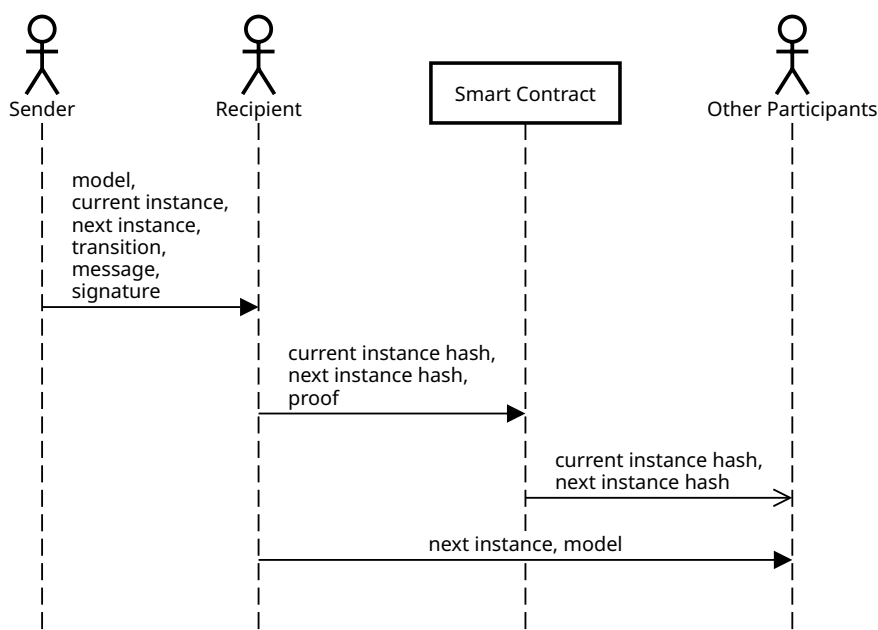 Sender
Recipient
Smart Contract
Other Participants
model,
current instance,
next instance,
transition,
message,
signature
current instance hash,
next instance hash,
proof
current instance hash,
next instance hash
next instance, model